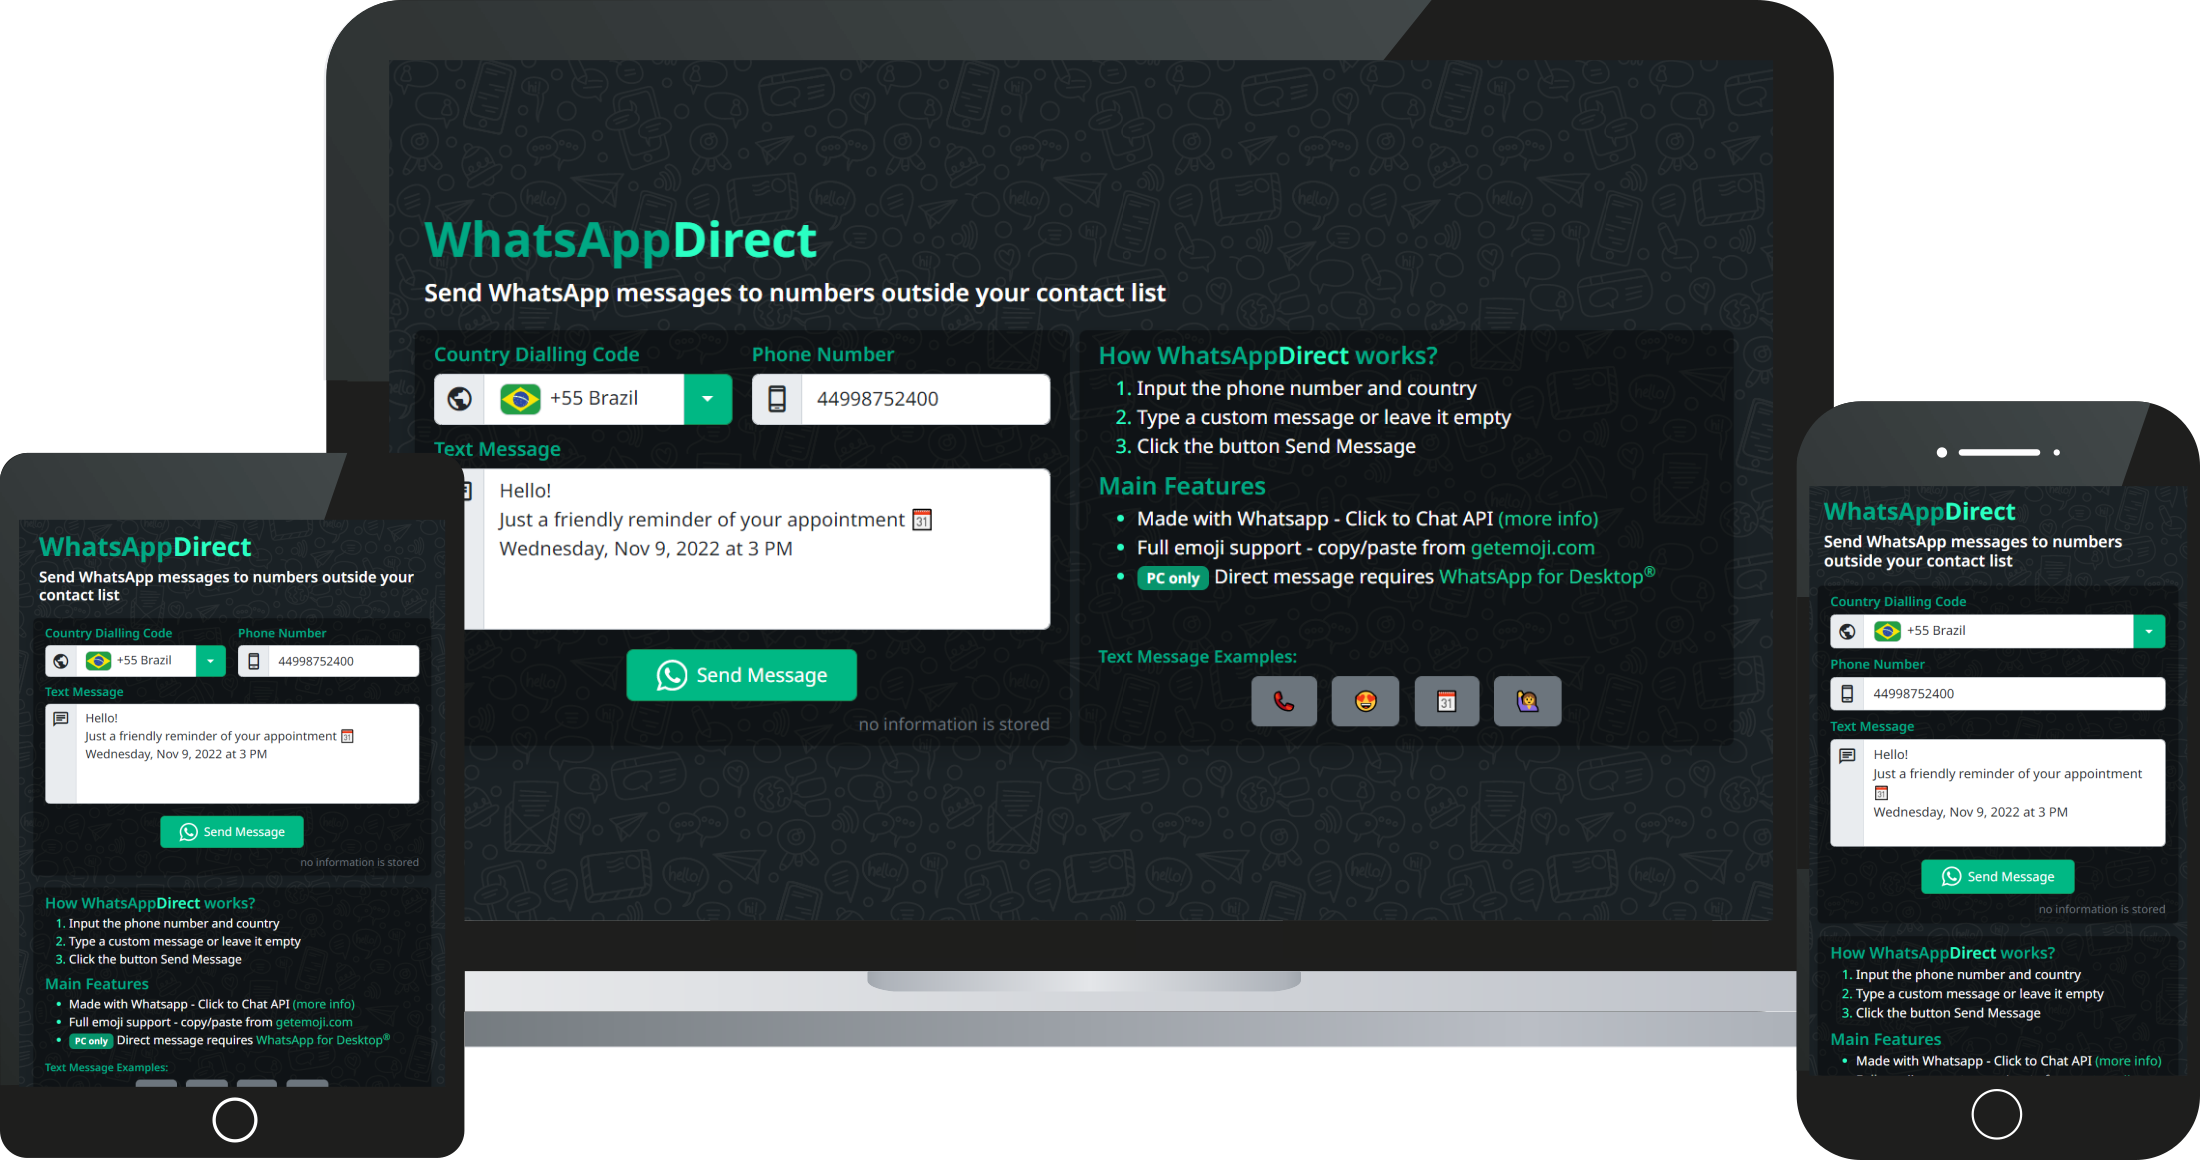 WhatsAppDirect
Send WhatsApp messages to numbers outside your contact list
Country Dialling Code
Phone Number
+55 Brazil
44998752400
Text Message
Hello!
Just a friendly reminder of your appointment 📅
Wednesday, Nov 9, 2022 at 3 PM
Send Message
no information is stored
How WhatsAppDirect works?
1. Input the phone number and country
2. Type a custom message or leave it empty
3. Click the button Send Message
Main Features
• Made with Whatsapp - Click to Chat API (more info)
• Full emoji support - copy/paste from getemoji.com
• PC only Direct message requires WhatsApp for Desktop®
Text Message Examples:
31
WhatsAppDirect
Send WhatsApp messages to numbers outside your
contact list
Country Dialling Code
Phone Number
+55 Brazil
44998752400
Text Message
Hello!
Just a friendly reminder of your appointment 📅
Wednesday, Nov 9, 2022 at 3 PM
Send Message
no information is stored
How WhatsAppDirect works?
1. Input the phone number and country
2. Type a custom message or leave it empty
3. Click the button Send Message
Main Features
• Made with Whatsapp - Click to Chat API (more info)
• Full emoji support - copy/paste from getemoji.com
• PC only Direct message requires WhatsApp for Desktop®
Text Message Examples:
WhatsAppDirect
Send WhatsApp messages to numbers
outside your contact list
Country Dialling Code
+55 Brazil
Phone Number
44998752400
Text Message
Hello!
Just a friendly reminder of your appointment
📅
Wednesday, Nov 9, 2022 at 3 PM
Send Message
no information is stored
How WhatsAppDirect works?
1. Input the phone number and country
2. Type a custom message or leave it empty
3. Click the button Send Message
Main Features
• Made with Whatsapp - Click to Chat API (more info)